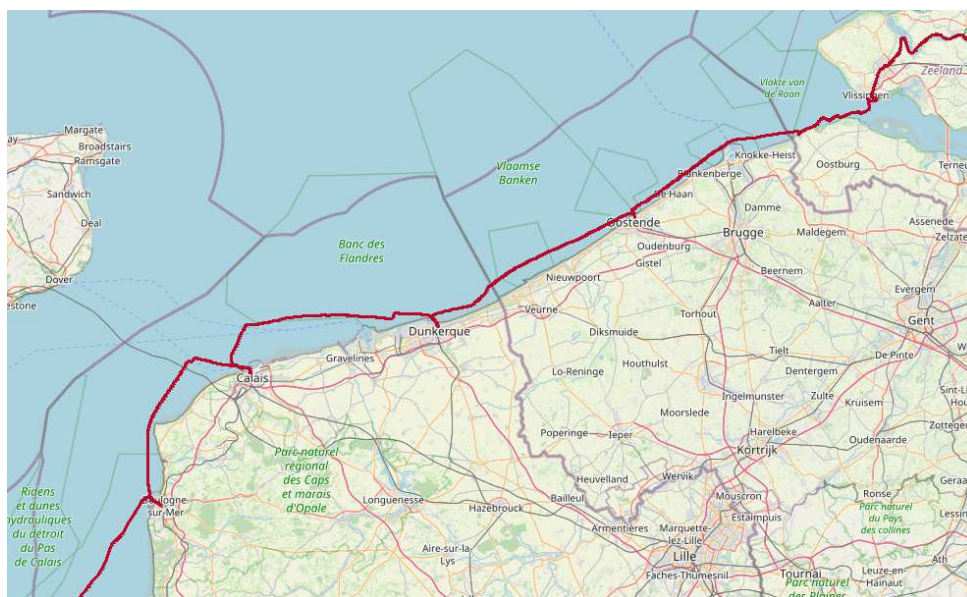 Margate
Broadstairs
Ramsgate
Sandwich
Deal
Dover
Vlakte van
de Raan
Vlissingen
Zeeland
Vlaamse
Banken
Knokke-Heist
Blankenberge
Oostburg
De Haan
Oostende
Damme
Brugge
Maldegem
Assenede
Banc des
Flandres
Oudenburg
Gistel
Beernem
Nieuwpoort
Evergem
Aalter
Torhout
Gent
Veurne
Diksmuide
Dunkerque
Gravelines
Calais
Tielt
De Pinte
Lo-Reninge
Houthulst
Dentergem
Zulte
Kruisem
Ingelmunster
Moorslede
Harelbeke
Oudenaarde
Poperinge
Ieper
Kortrijk
Parc naturel
régional
des Caps
et marais
d'Opale
Heuvelland
Wervik
Bailleul
Mouscron
Ronse
Parc naturel
du Pays
des collines
Ridens
et dunes
hydrauliques
du détroit
du Pas
de Calais
Boulogne
-sur-Mer
Longuenesse
Hazebrouck
Estaimpuis
Armentières
Marquette-
lez-Lille
Lille
Faches-Thumesnil
Aire-sur-la
Lys
Tournai
Ath
Leuze-en-
Hainaut